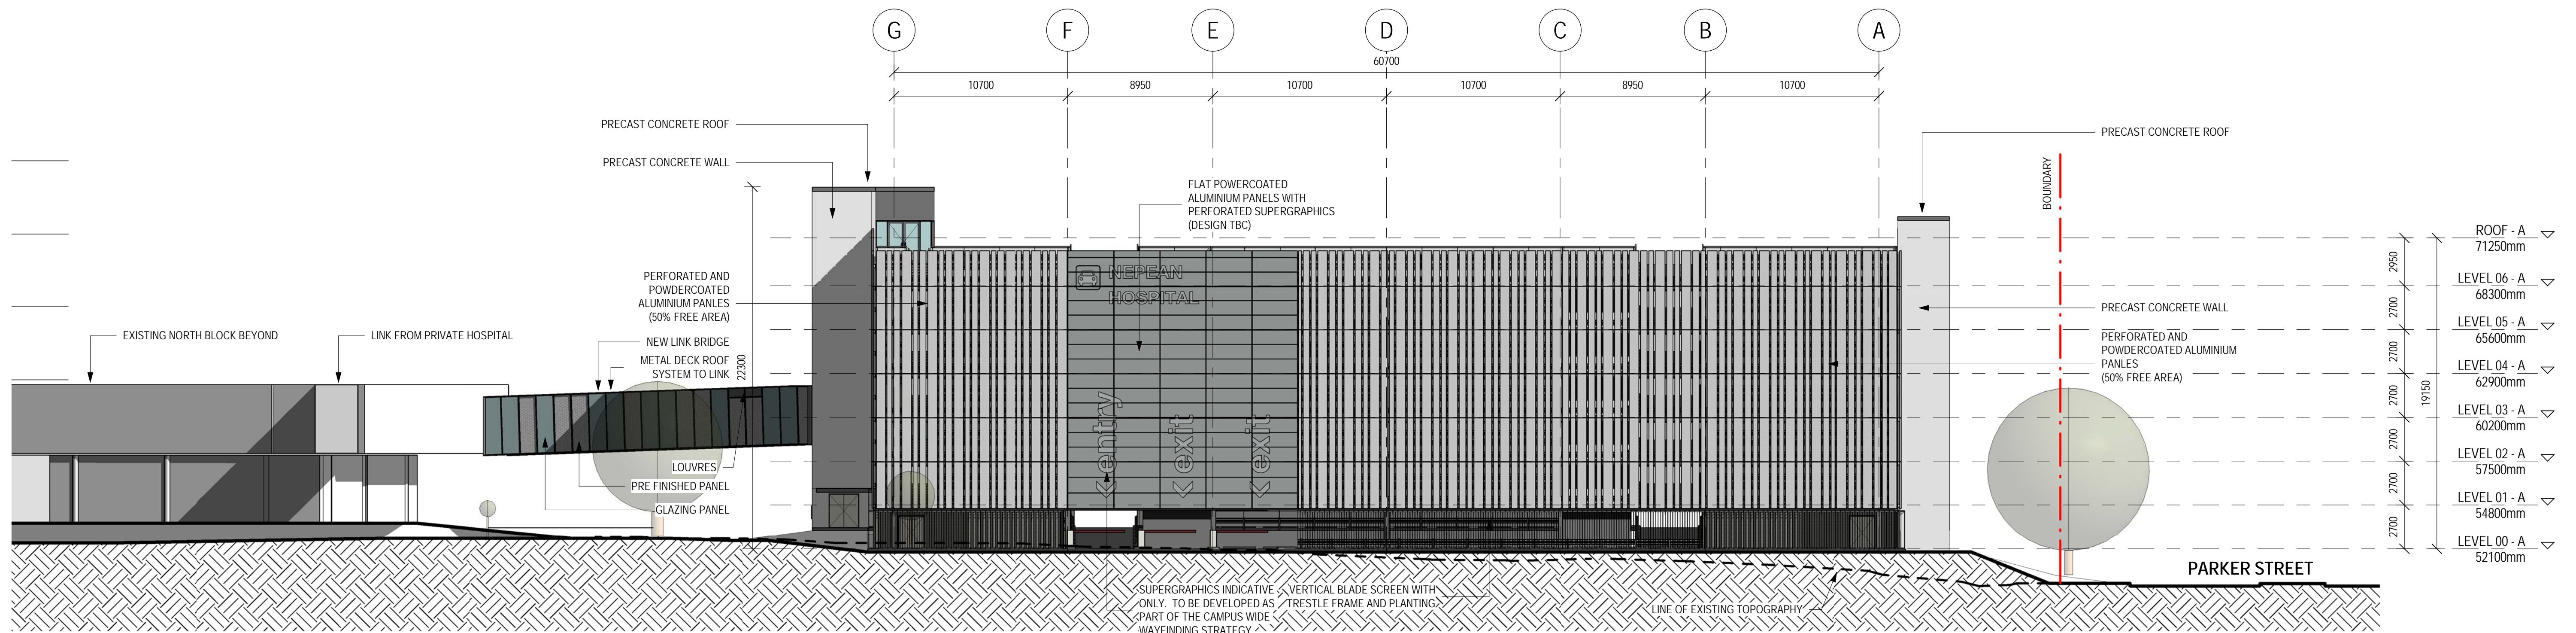 G
F
E
D
C
B
A
60700
10700
8950
10700
10700
8950
10700
PRECAST CONCRETE ROOF
PRECAST CONCRETE WALL
PERFORATED AND
POWDERCOATED
ALUMINIUM PANLES
(50% FREE AREA)
EXISTING NORTH BLOCK BEYOND
LINK FROM PRIVATE HOSPITAL
NEW LINK BRIDGE
METAL DECK ROOF
SYSTEM TO LINK
22300
LOUVRES
PRE FINISHED PANEL
GLAZING PANEL
FLAT POWERCOATED
ALUMINIUM PANELS WITH
PERFORATED SUPERGRAPHICS
(DESIGN TBC)
NEPEAN
HOSPITAL
entry
exit
exit
SUPERGRAPHICS INDICATIVE
ONLY. TO BE DEVELOPED AS
PART OF THE CAMPUS WIDE
WAYFINDING STRATEGY
VERTICAL BLADE SCREEN WITH
TRESTLE FRAME AND PLANTING
LINE OF EXISTING TOPOGRAPHY
PRECAST CONCRETE ROOF
BOUNDARY
PRECAST CONCRETE WALL
PERFORATED AND
POWDERCOATED ALUMINIUM
PANLES
(50% FREE AREA)
PARKER STREET
2950
2700
2700
2700
2700
2700
2700
19150
ROOF - A
71250mm
LEVEL 06 - A
68300mm
LEVEL 05 - A
65600mm
LEVEL 04 - A
62900mm
LEVEL 03 - A
60200mm
LEVEL 02 - A
57500mm
LEVEL 01 - A
54800mm
LEVEL 00 - A
52100mm